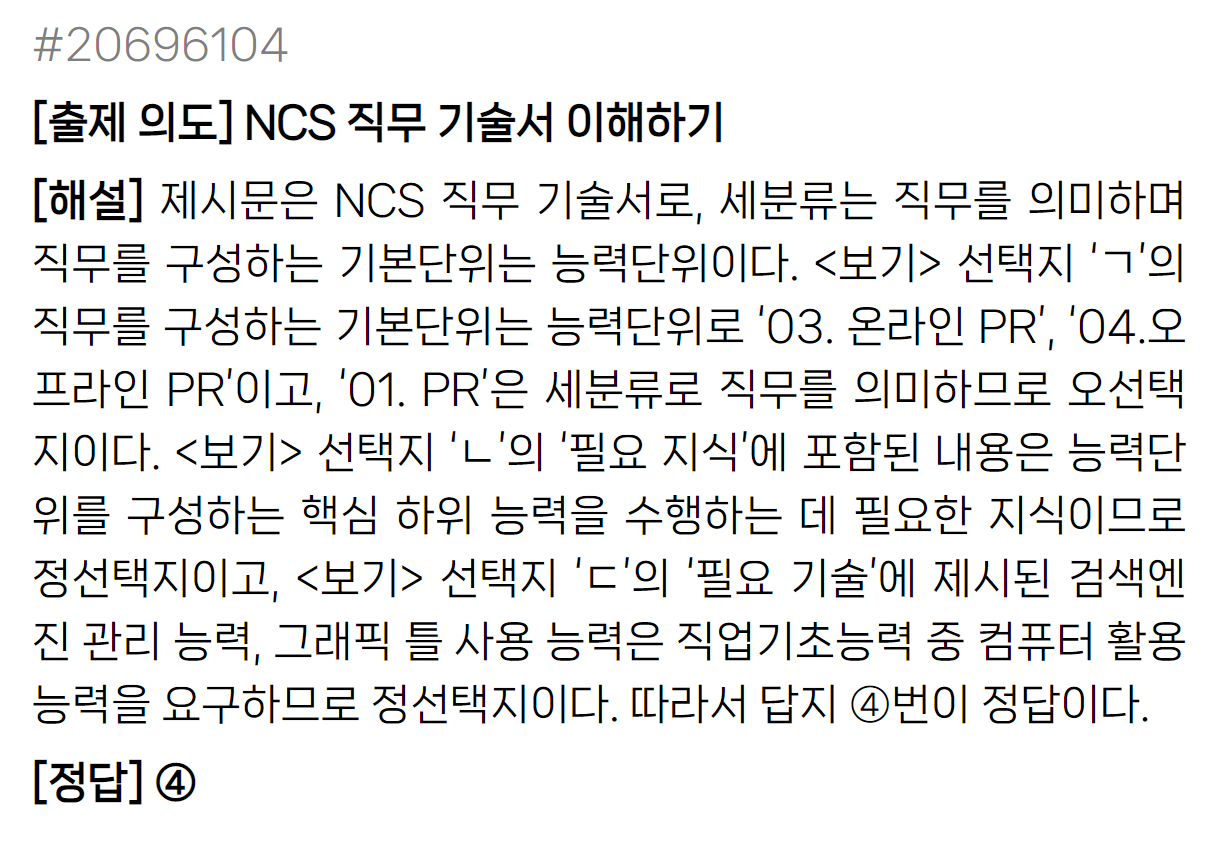 #20696104
[출제 의도] NCS 직무 기술서 이해하기
[해설] 제시문은 NCS 직무 기술서로, 세분류는 직무를 의미하며
직무를 구성하는 기본단위는 능력단위이다. <보기> 선택지 ‘ㄱ’의
직무를 구성하는 기본단위는 능력단위로 ‘03. 온라인 PR’, ‘04.오
프라인 PR’이고, ‘01. PR’은 세분류로 직무를 의미하므로 오선택
지이다. <보기> 선택지 ‘ㄴ’의 ‘필요 지식’에 포함된 내용은 능력단
위를 구성하는 핵심 하위 능력을 수행하는 데 필요한 지식이므로
정선택지이고, <보기> 선택지 ‘ㄷ’의 ‘필요 기술’에 제시된 검색엔
진 관리 능력, 그래픽 틀 사용 능력은 직업기초능력 중 컴퓨터 활용
능력을 요구하므로 정선택지이다. 따라서 답지 ④번이 정답이다.
[정답] ④